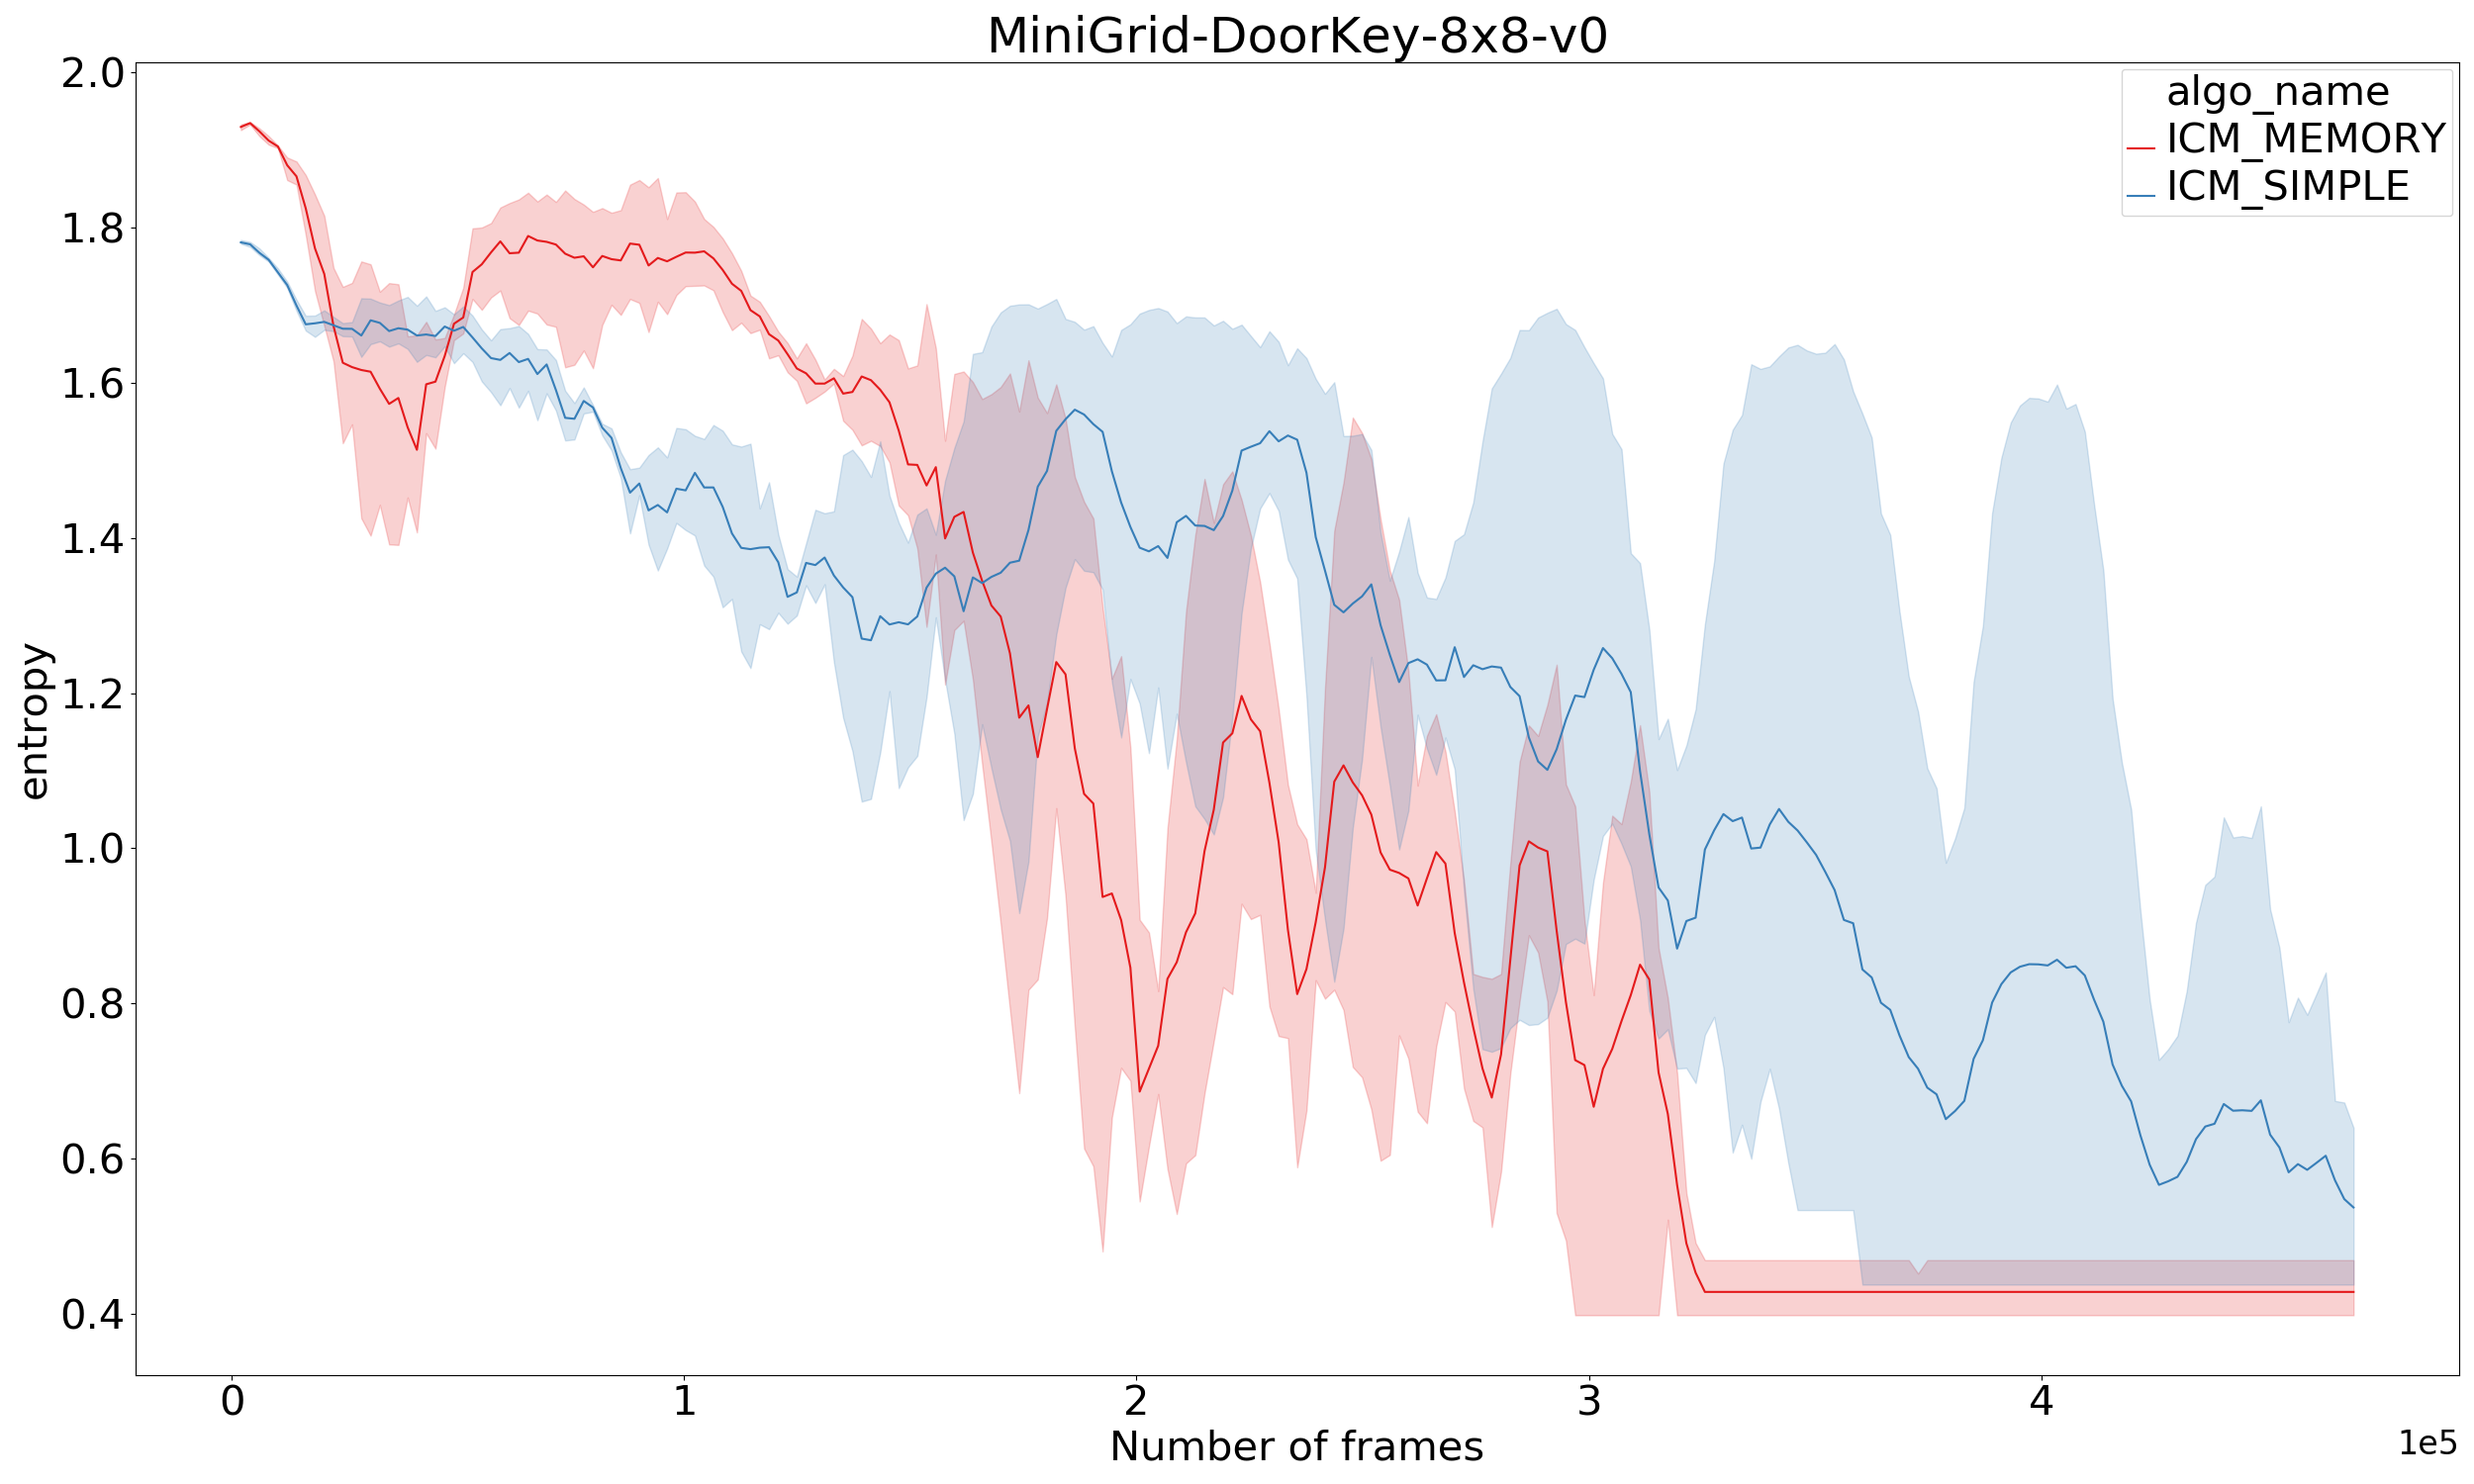 MiniGrid-DoorKey-8x8-v0
algo_name
ICM_MEMORY
ICM_SIMPLE
entropy
2.0
1.8
1.6
1.4
1.2
1.0
0.8
0.6
0.4
0 1 2 3 4
1e5
Number of frames